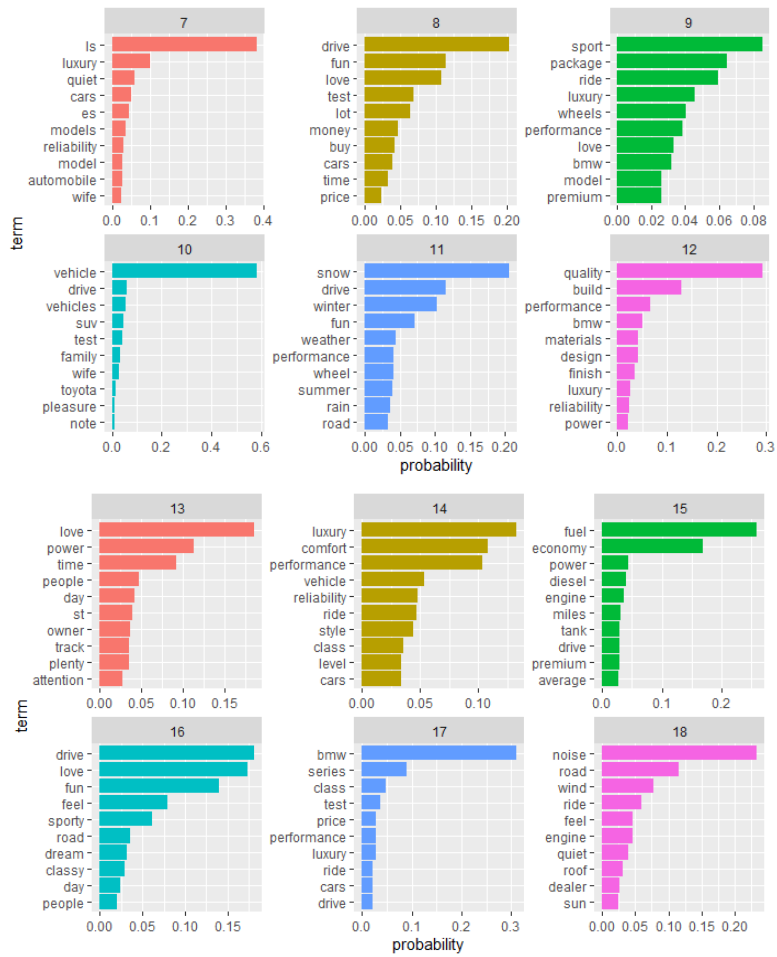 7
ls
luxury
quiet
cars
es
models
reliability
model
automobile
wife
0.0 0.1 0.2 0.3 0.4
8
drive
fun
love
test
lot
money
buy
cars
time
price
0.00 0.05 0.10 0.15 0.20
9
sport
package
ride
luxury
wheels
performance
love
bmw
model
premium
0.00 0.02 0.04 0.06 0.08
term
10
vehicle
drive
vehicles
suv
test
family
wife
toyota
pleasure
note
0.0 0.2 0.4 0.6
11
snow
drive
winter
fun
weather
performance
wheel
summer
rain
road
0.00 0.05 0.10 0.15 0.20
12
quality
build
performance
bmw
materials
design
finish
luxury
reliability
power
0.0 0.1 0.2 0.3
probability
13
love
power
time
people
day
st
owner
track
plenty
attention
0.00 0.05 0.10 0.15
14
luxury
comfort
performance
vehicle
reliability
ride
style
class
level
cars
0.00 0.05 0.10
15
fuel
economy
power
diesel
engine
miles
tank
drive
premium
average
0.0 0.1 0.2
term
16
drive
love
fun
feel
sporty
road
dream
classy
day
people
0.00 0.05 0.10 0.15
17
bmw
series
class
test
price
performance
luxury
ride
cars
drive
0.0 0.1 0.2 0.3
18
noise
road
wind
ride
feel
engine
quiet
roof
dealer
sun
0.00 0.05 0.10 0.15 0.20
probability